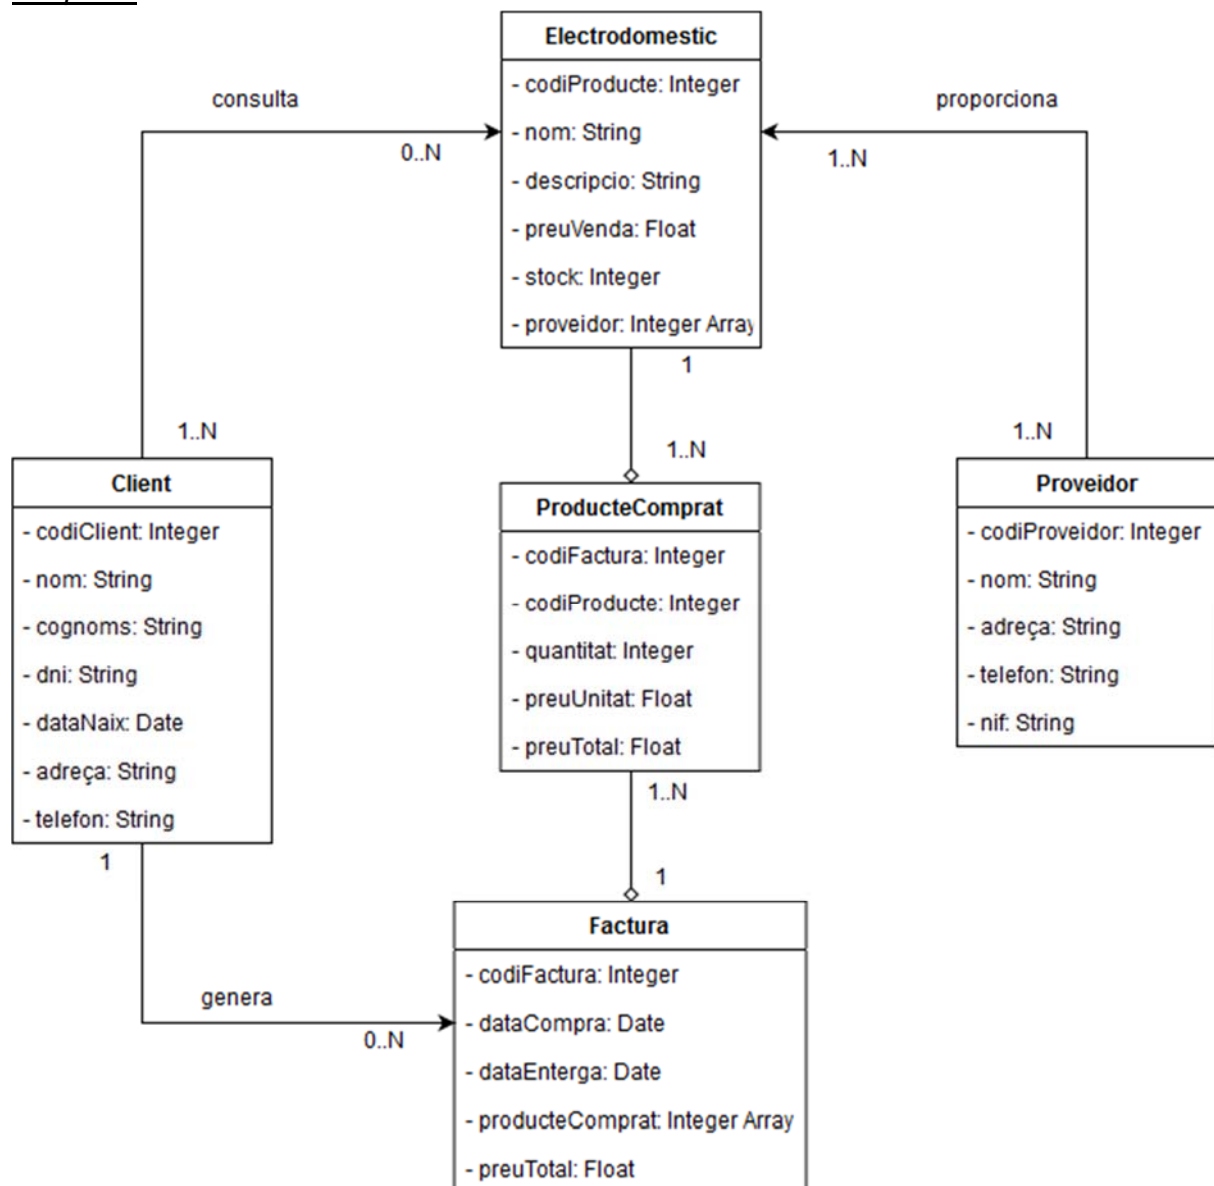 Electrodomestic
- codiProducte: Integer
- nom: String
- descripcio: String
- preuVenda: Float
- stock: Integer
- proveidor: Integer Array
consulta
0..N
1..N
proporciona
1..N
1..N
1
1..N
Client
- codiClient: Integer
- nom: String
- cognoms: String
- dni: String
- dataNaix: Date
- adreça: String
- telefon: String
ProducteComprat
- codiFactura: Integer
- codiProducte: Integer
- quantitat: Integer
- preuUnitat: Float
- preuTotal: Float
Proveidor
- codiProveidor: Integer
- nom: String
- adreça: String
- telefon: String
- nif: String
1..N
1
1
genera
0..N
Factura
- codiFactura: Integer
- dataCompra: Date
- dataEnterga: Date
- producteComprat: Integer Array
- preuTotal: Float